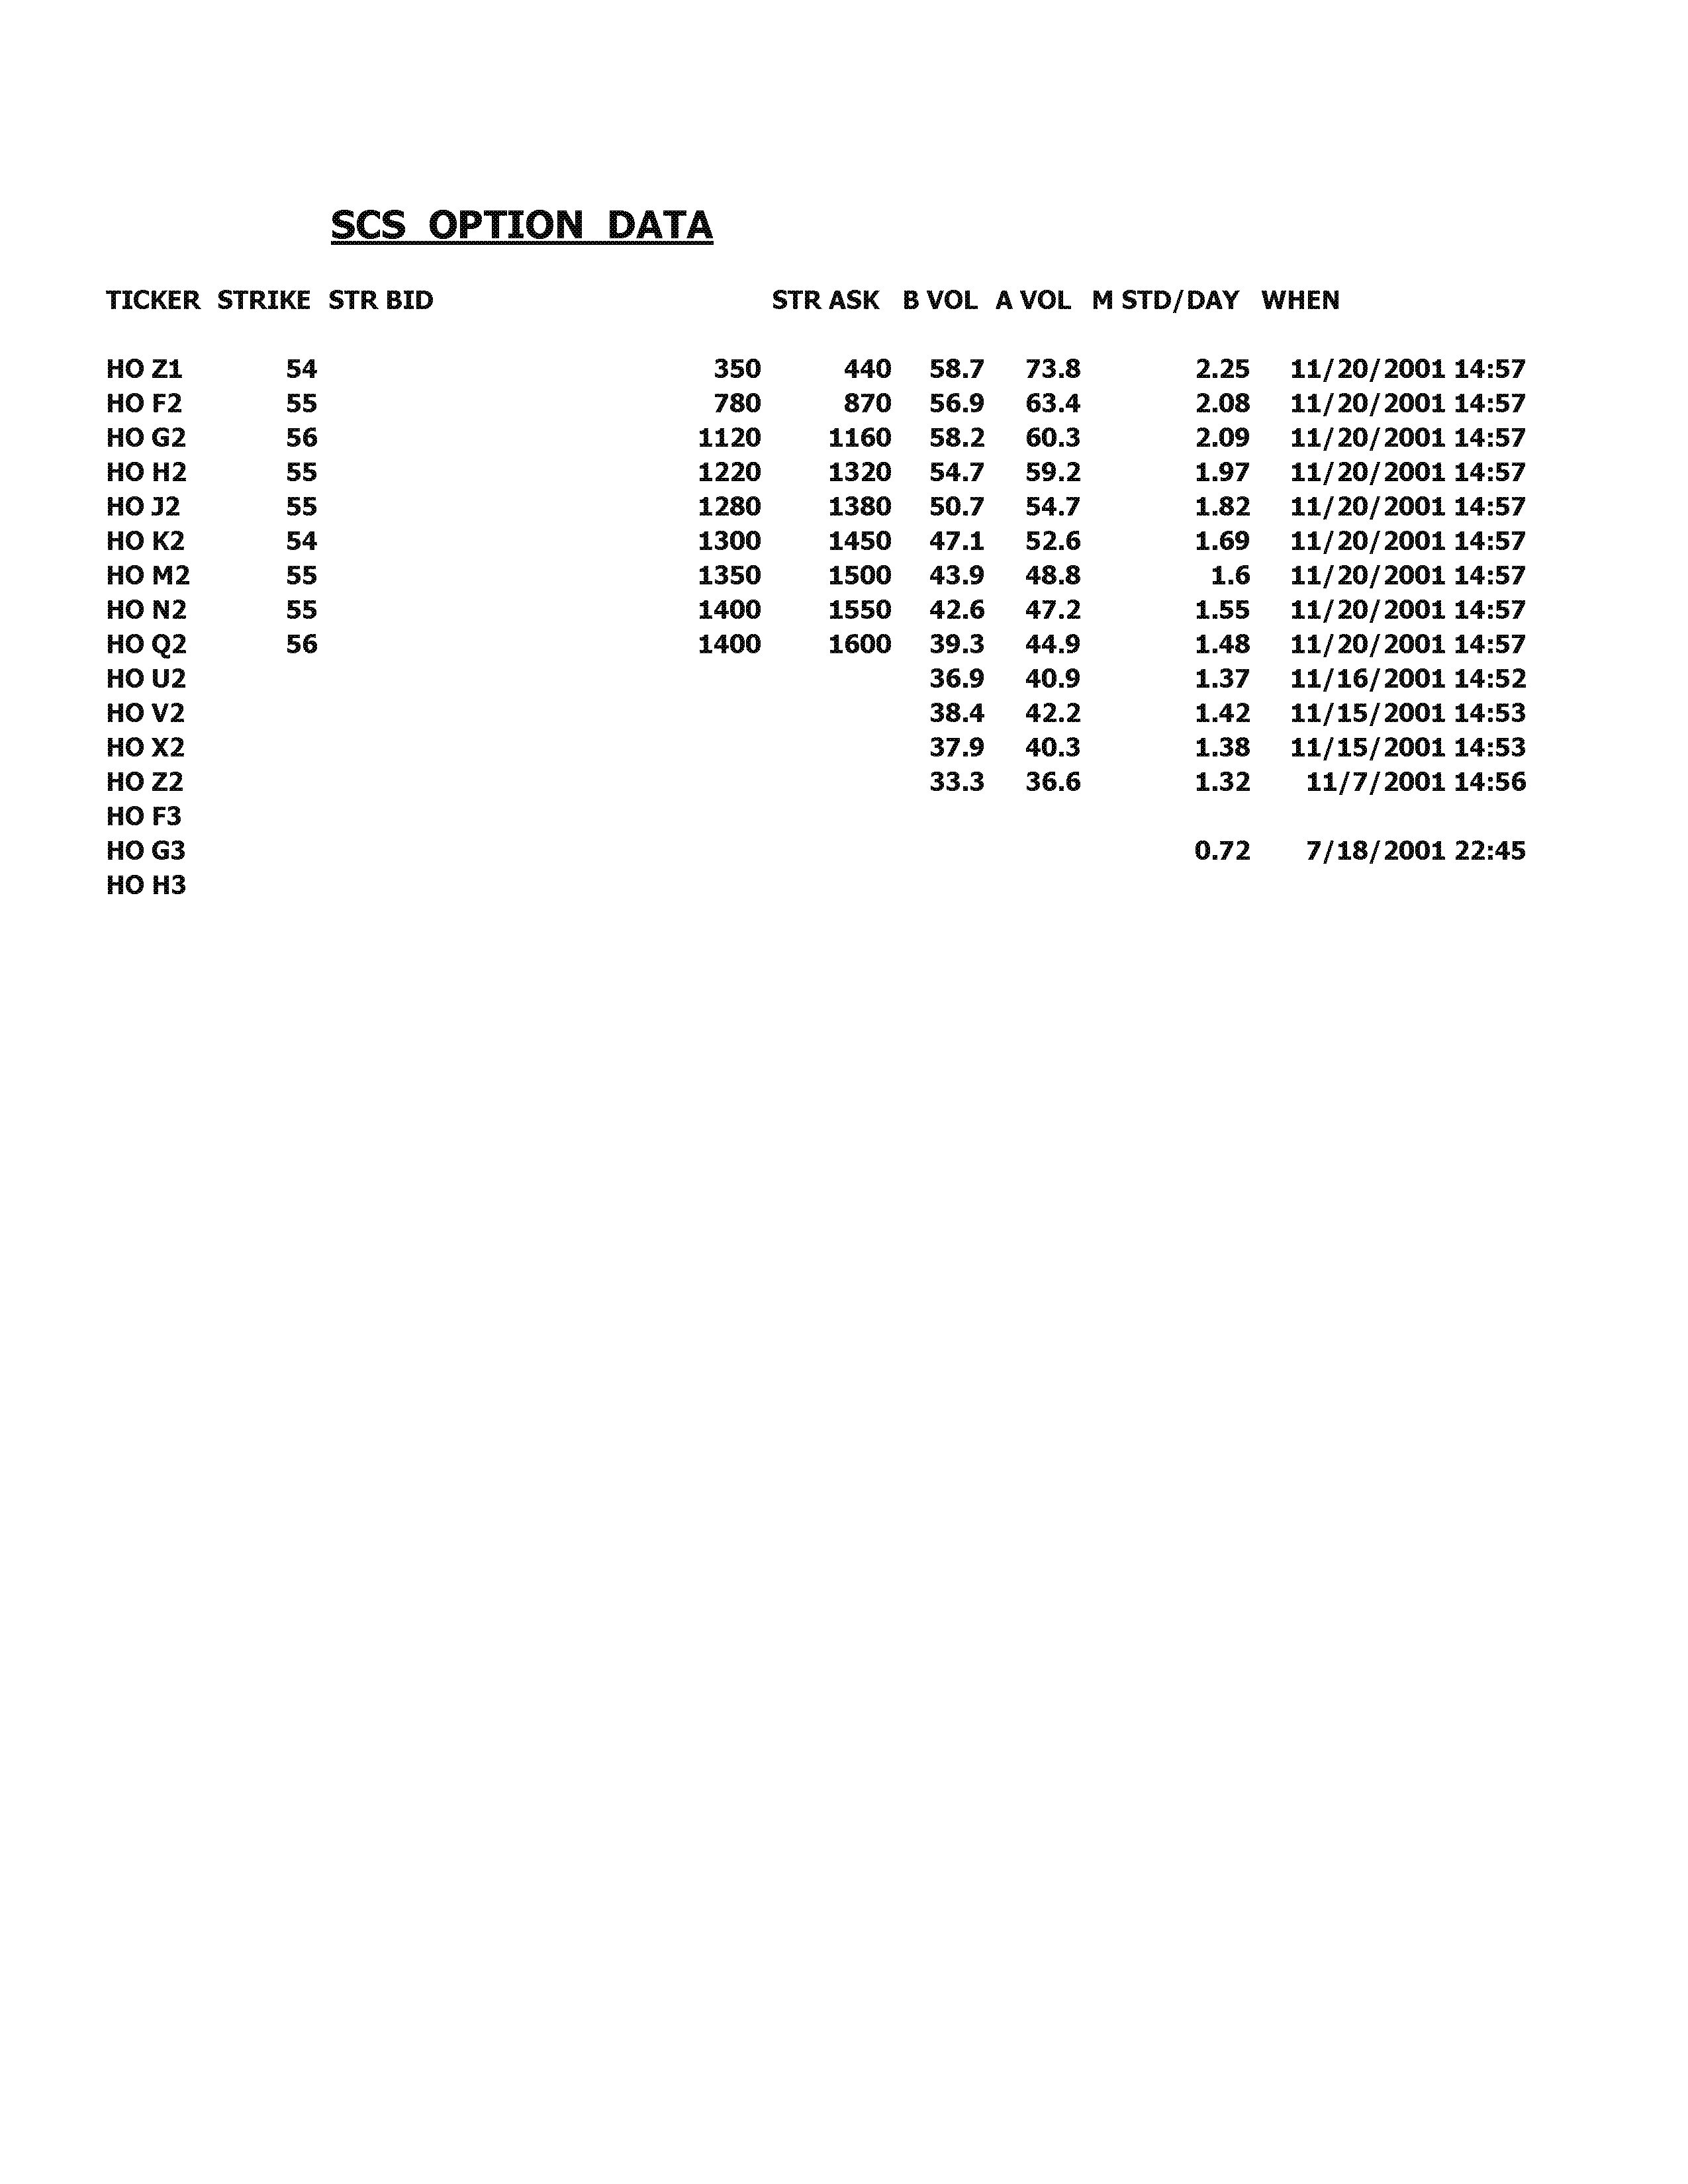 SCS OPTION DATA
TICKER STRIKE STR BID STR ASK B VOL A VOL M STD/DAY WHEN
HO Z1 54 350 440 58.7 73.8 2.25 11/20/2001 14:57
HO F2 55 780 870 56.9 63.4 2.08 11/20/2001 14:57
HO G2 56 1120 1160 58.2 60.3 2.09 11/20/2001 14:57
HO H2 55 1220 1320 54.7 59.2 1.97 11/20/2001 14:57
HO J2 55 1280 1380 50.7 54.7 1.82 11/20/2001 14:57
HO K2 54 1300 1450 47.1 52.6 1.69 11/20/2001 14:57
HO M2 55 1350 1500 43.9 48.8 1.6 11/20/2001 14:57
HO N2 55 1400 1550 42.6 47.2 1.55 11/20/2001 14:57
HO Q2 56 1400 1600 39.3 44.9 1.48 11/20/2001 14:57
HO U2 36.9 40.9 1.37 11/16/2001 14:52
HO V2 38.4 42.2 1.42 11/15/2001 14:53
HO X2 37.9 40.3 1.38 11/15/2001 14:53
HO Z2 33.3 36.6 1.32 11/7/2001 14:56
HO F3
HO G3 0.72 7/18/2001 22:45
HO H3